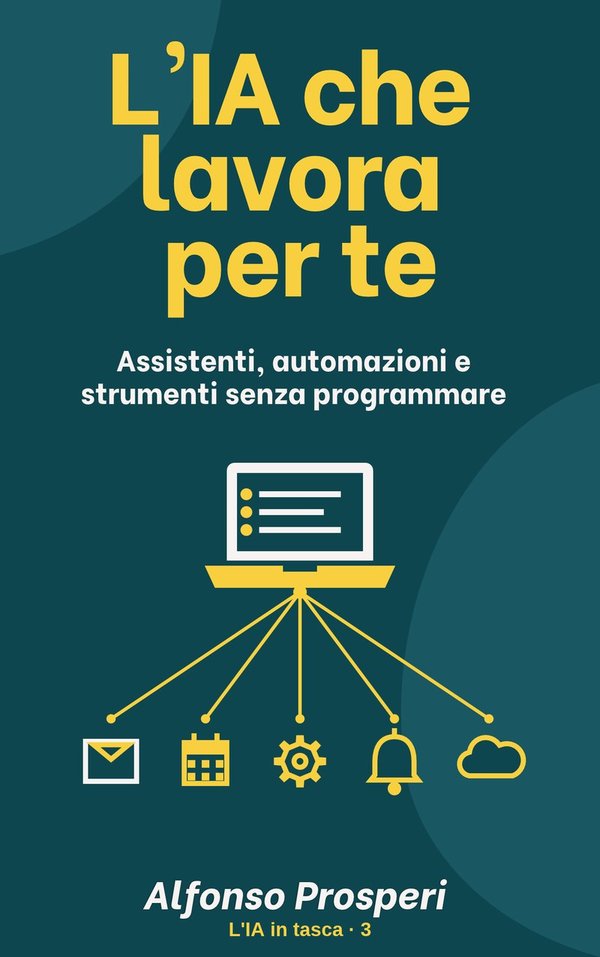 L’IA che
lavora
per te
Assistenti, automazioni e
strumenti senza programmare
Alfonso Prosperi
L'IA in tasca · 3